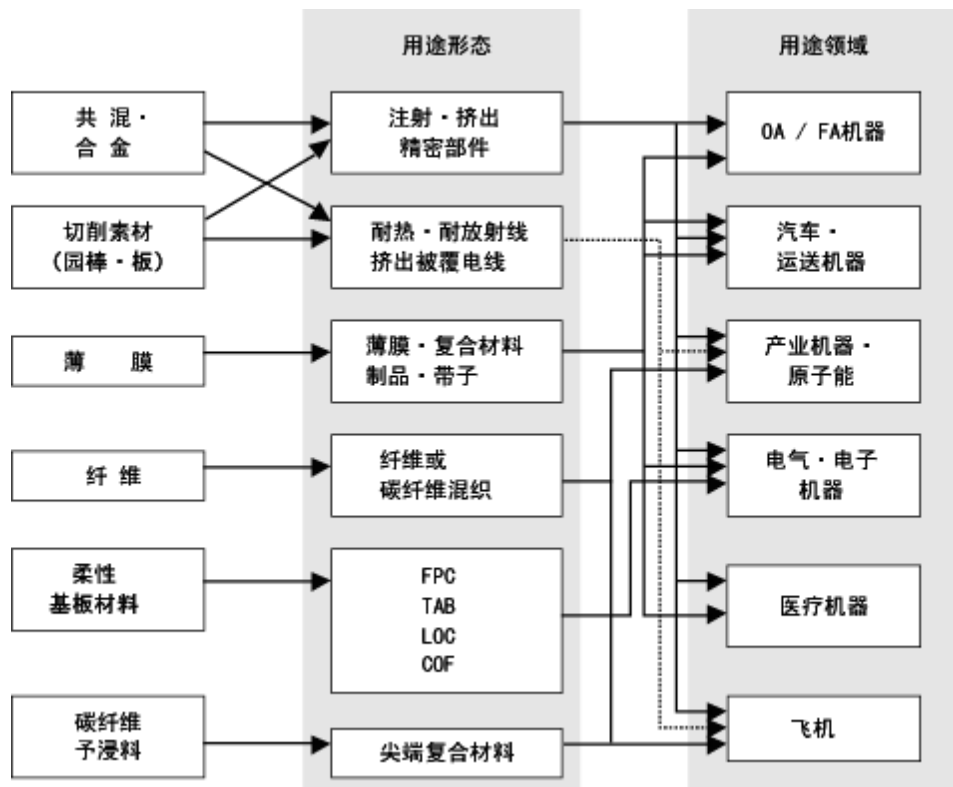 用途形态
用途领域
共 混·
合 金
注射·挤出
精密部件
OA / FA机器
切削素材
(园棒·板)
耐热·耐放射线
挤出被覆电线
汽车·
运送机器
薄 膜
薄膜·复合材料
制品·带子
产业机器·
原子能
纤 维
纤维或
碳纤维混织
电气·电子
机器
柔性
基板材料
FPC
TAB
LOC
COF
医疗机器
碳纤维
予浸料
尖端复合材料
飞机